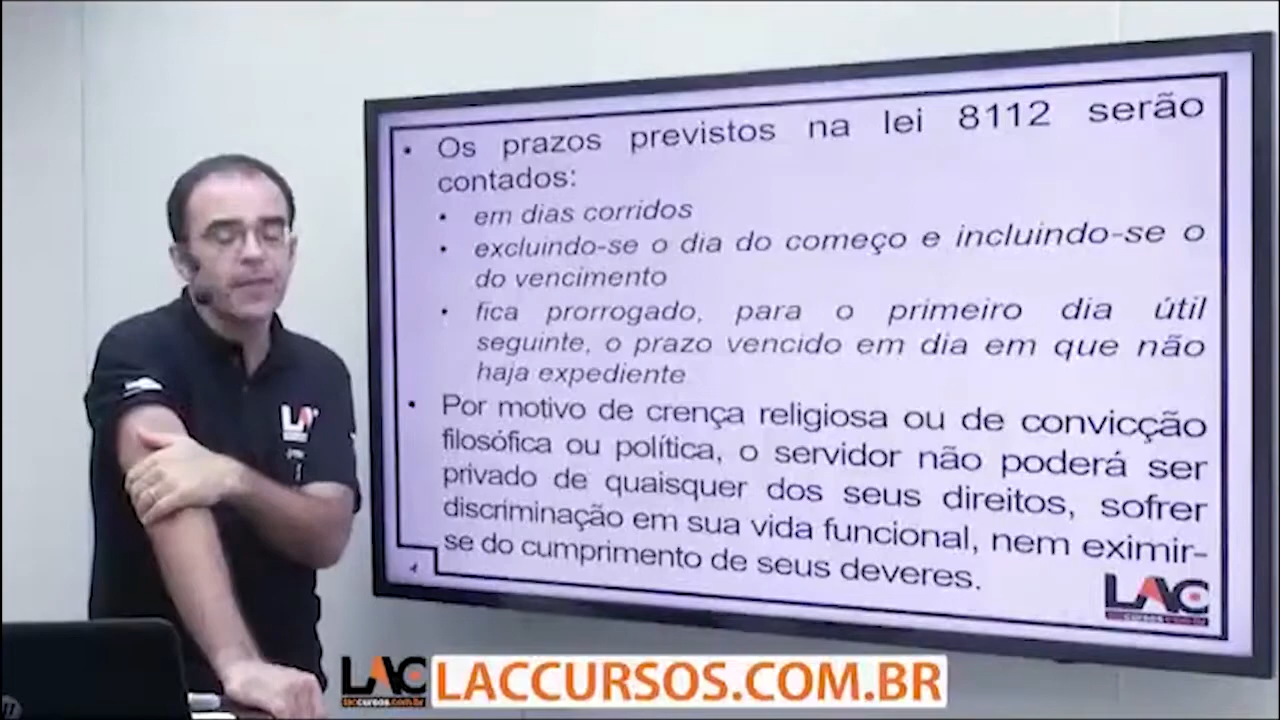 • Os prazos previstos na lei 8112 serão
contados:
• em dias corridos
• excluindo-se o dia do começo e incluindo-se o
do vencimento
• fica prorrogado, para o primeiro dia útil
seguinte, o prazo vencido em dia em que não
haja expediente
• Por motivo de crença religiosa ou de convicção
filosófica ou política, o servidor não poderá ser
privado de quaisquer dos seus direitos, sofrer
discriminação em sua vida funcional, nem eximir-
se do cumprimento de seus deveres.
4
LAC
LAC
laccursos.com.br
LACCURSOS.COM.BR